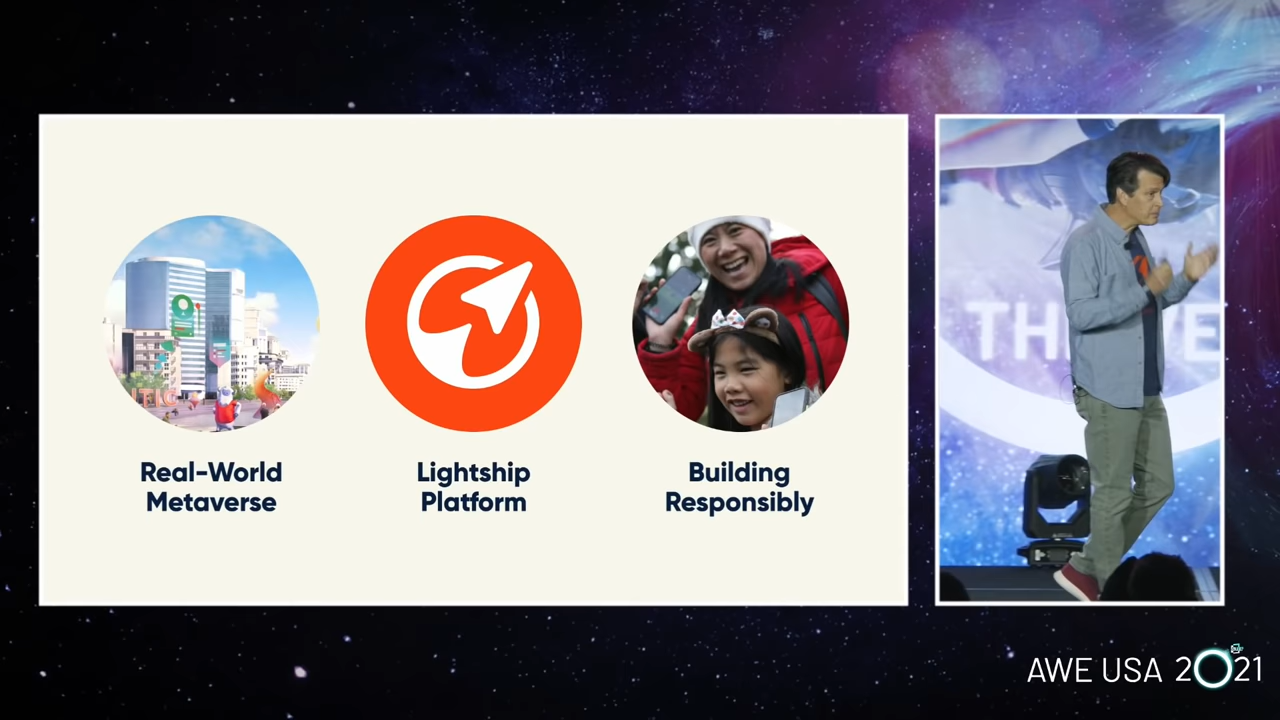 Real-World
Metaverse
Lightship
Platform
Building
Responsibly
AWE USA 2021